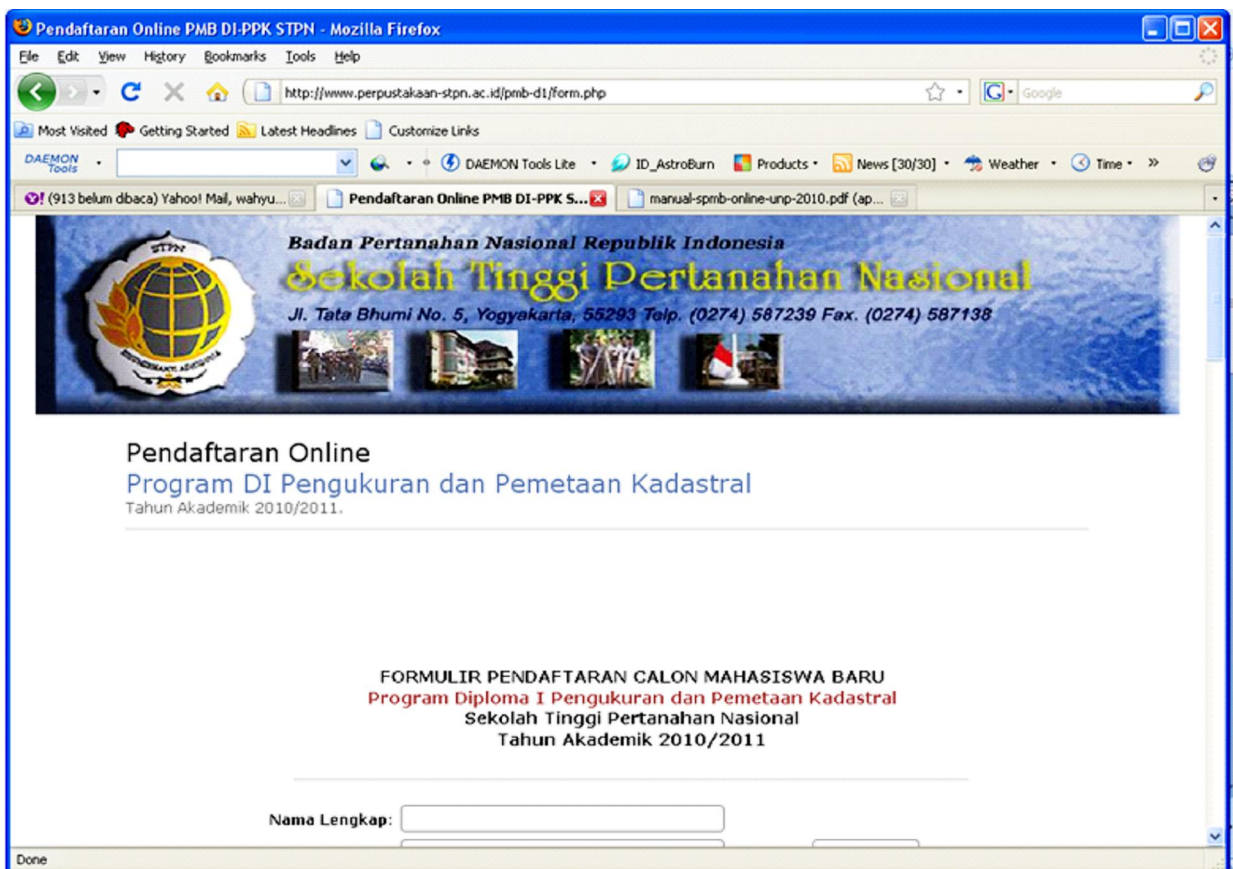 Pendaftaran Online PMB DI-PPK STPN - Mozilla Firefox
File Edit View History Bookmarks Tools Help
http://www.perpustakaan-stpn.ac.id/pmb-d1/form.php
G Google
Most Visited Getting Started Latest Headlines Customize Links
DAEMON Tools DAEMON Tools Lite ID_AstroBurn Products News [30/30] Weather Time »
(913 belum dibaca) Yahoo! Mail, wahyu... Pendaftaran Online PMB DI-PPK S... manual-spmb-online-unp-2010.pdf (ap...
STPN
Badan Pertanahan Nasional Republik Indonesia
Sekolah Tinggi Pertanahan Nasional
Jl. Tata Bhumi No. 5, Yogyakarta, 55293 Telp. (0274) 587239 Fax. (0274) 587138
Pendaftaran Online
Program DI Pengukuran dan Pemetaan Kadastral
Tahun Akademik 2010/2011.
FORMULIR PENDAFTARAN CALON MAHASISWA BARU
Program Diploma I Pengukuran dan Pemetaan Kadastral
Sekolah Tinggi Pertanahan Nasional
Tahun Akademik 2010/2011
Nama Lengkap:
Done